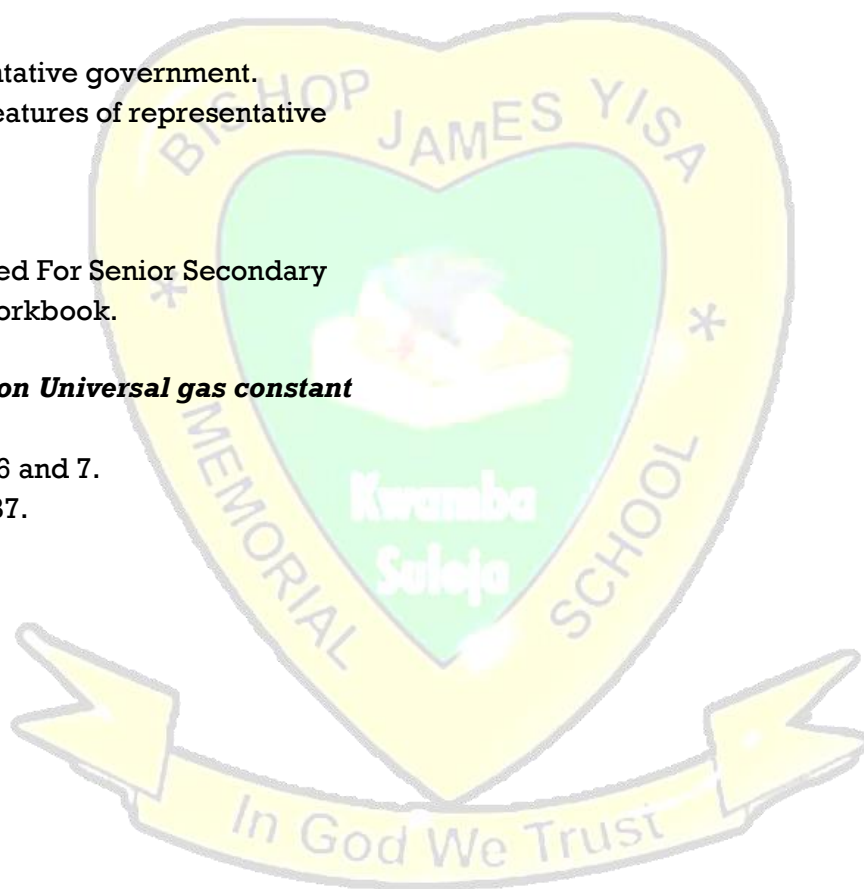 ntative government.
eatures of representative
ed For Senior Secondary
orkbook.
on Universal gas constant
6 and 7.
37.
BISHOP JAMES YISA
* *
MEMORIAL SCHOOL
Kwamba
Suleja
In God We Trust